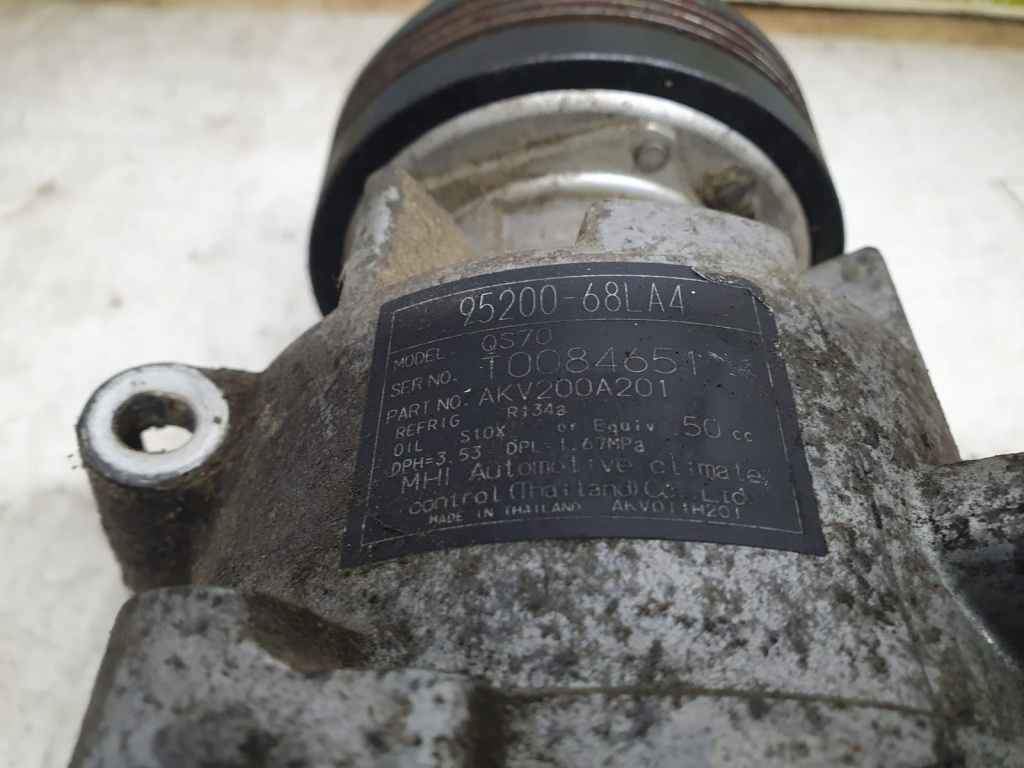 95200-68LA4
MODEL. QS70
SER NO. T0084651
PART NO. AKV200A201
REFRIG R134a
OIL S10X or Equiv .50 cc
DPH=3.53 DPL=1.67MPa
MHI Automotive climate
control (Thailand) Co., Ltd.
MADE IN THAILAND AKV011H201